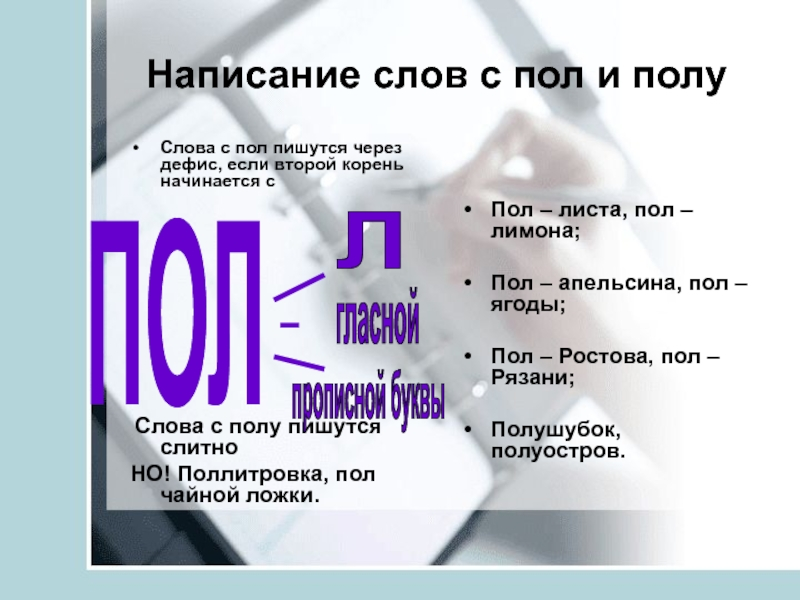 Написание слов с пол и полу
• Слова с пол пишутся через
дефис, если второй корень
начинается с
пол
л
гласной
прописной буквы
Слова с полу пишутся
слитно
НО! Поллитровка, пол
чайной ложки.
• Пол – листа, пол –
лимона;
• Пол – апельсина, пол –
ягоды;
• Пол – Ростова, пол –
Рязани;
• Полушубок,
полуостров.